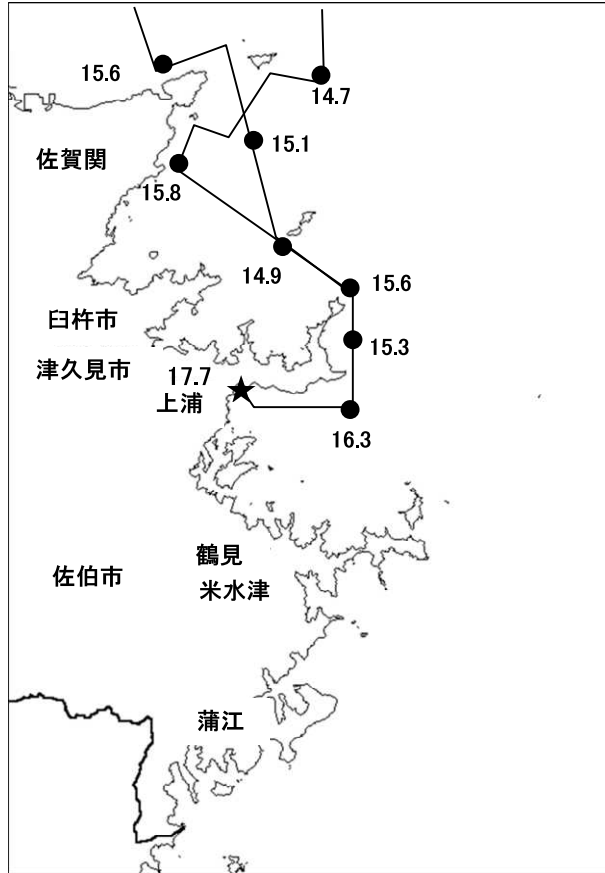 15.6
14.7
15.1
佐賀関
15.8
14.9
15.6
臼杵市
15.3
津久見市
17.7
上浦
16.3
鶴見
佐伯市
米水津
蒲江